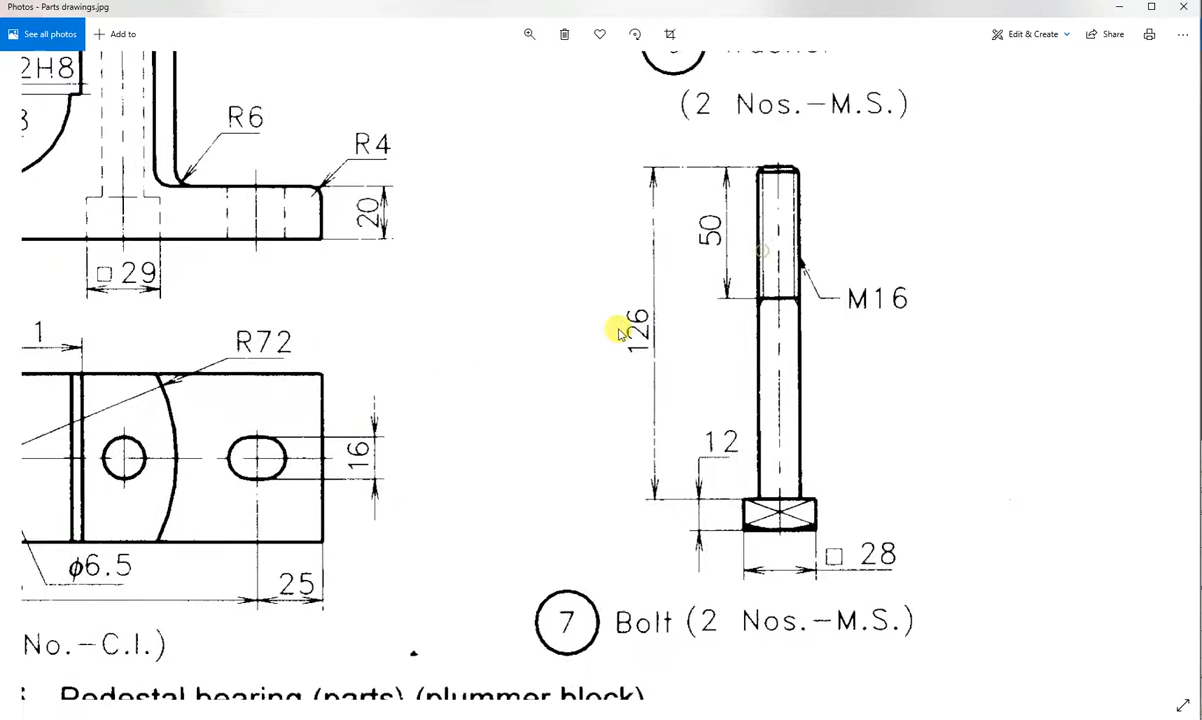 Photos - Parts drawings.jpg
See all photos
Add to
Edit & Create
Share
2H8
R6
R4
20
□ 29
(2 Nos.-M.S.)
50
126
M16
12
□ 28
7 Bolt (2 Nos.-M.S.)
1
R72
16
ϕ6.5
25
No.-C.I.)
Pedestal bearing (parts) (plummer block)